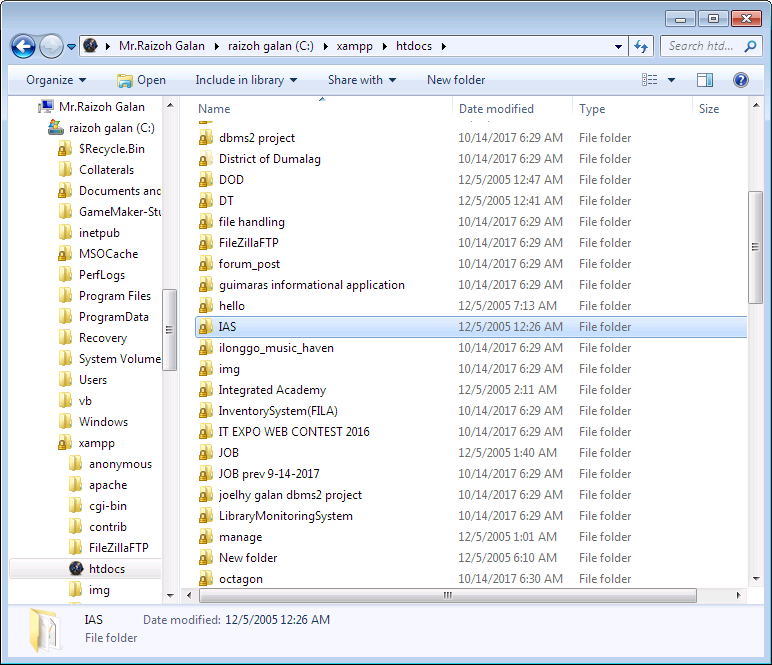 Mr.Raizoh Galan raizoh galan (C:) xampp htdocs Search htd...
Organize Open Include in library Share with New folder
Mr.Raizoh Galan
raizoh galan (C:)
$Recycle.Bin
Collaterals
Documents and
GameMaker-Stu
inetpub
MSOCache
PerfLogs
Program Files
ProgramData
Recovery
System Volume
Users
vb
Windows
xampp
anonymous
apache
cgi-bin
contrib
FileZillaFTP
htdocs
img
Name Date modified Type Size
dbms2 project 10/14/2017 6:29 AM File folder
District of Dumalag 10/14/2017 6:29 AM File folder
DOD 12/5/2005 12:47 AM File folder
DT 12/5/2005 12:41 AM File folder
file handling 10/14/2017 6:29 AM File folder
FileZillaFTP 10/14/2017 6:29 AM File folder
forum_post 10/14/2017 6:29 AM File folder
guimaras informational application 10/14/2017 6:29 AM File folder
hello 12/5/2005 7:13 AM File folder
IAS 12/5/2005 12:26 AM File folder
ilonggo_music_haven 10/14/2017 6:29 AM File folder
img 10/14/2017 6:29 AM File folder
Integrated Academy 12/5/2005 2:11 AM File folder
InventorySystem(FILA) 10/14/2017 6:29 AM File folder
IT EXPO WEB CONTEST 2016 10/14/2017 6:29 AM File folder
JOB 12/5/2005 1:40 AM File folder
JOB prev 9-14-2017 10/14/2017 6:29 AM File folder
joelhy galan dbms2 project 10/14/2017 6:29 AM File folder
LibraryMonitoringSystem 10/14/2017 6:29 AM File folder
manage 12/5/2005 1:01 AM File folder
New folder 12/5/2005 6:10 AM File folder
octagon 10/14/2017 6:30 AM File folder
IAS Date modified: 12/5/2005 12:26 AM
File folder